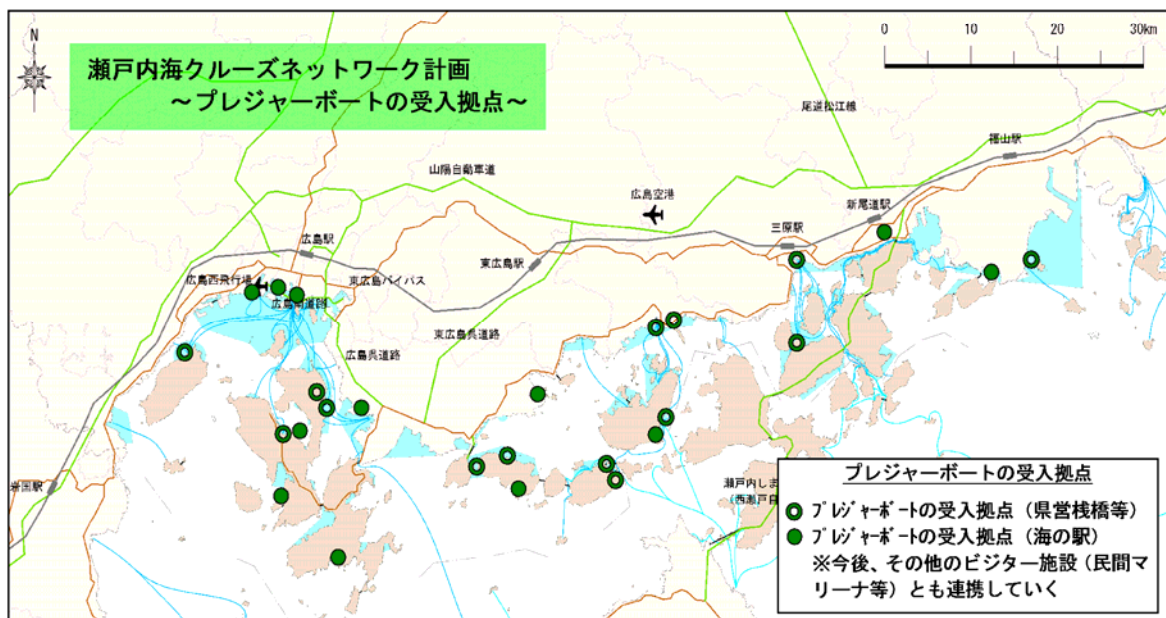 N
瀬戸内海クルーズネットワーク計画
～プレジャーボートの受入拠点～
0 10 20 30km
尾道松江線
福山駅
山陽自動車道
広島空港
新尾道駅
三原駅
広島駅
東広島駅
広島西飛行場
東広島バイパス
広島南道路
東広島呉道路
広島呉道路
岩国駅
瀬戸内しま
（西瀬戸自
プレジャーボートの受入拠点
ﾌﾟﾚｼﾞｬｰﾎﾞｰﾄの受入拠点（県営桟橋等）
ﾌﾟﾚｼﾞｬｰﾎﾞｰﾄの受入拠点（海の駅）
※今後、その他のビジター施設（民間マ
リーナ等）とも連携していく